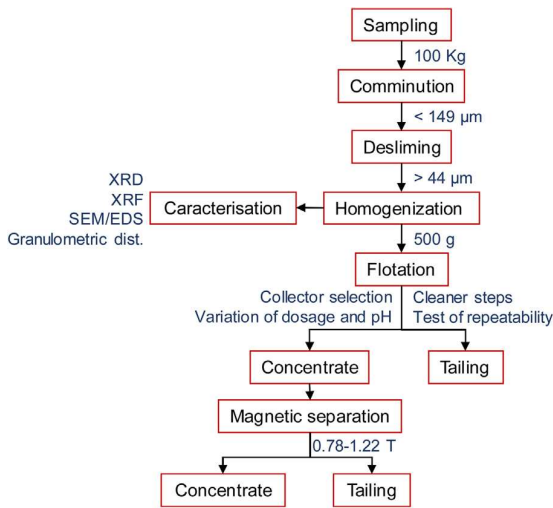 Sampling
100 Kg
Comminution
< 149 µm
Desliming
> 44 µm
XRD
XRF
SEM/EDS
Granulometric dist.
Caracterisation
Homogenization
500 g
Flotation
Collector selection
Variation of dosage and pH
Cleaner steps
Test of repeatability
Concentrate
Tailing
Magnetic separation
0.78-1.22 T
Concentrate
Tailing